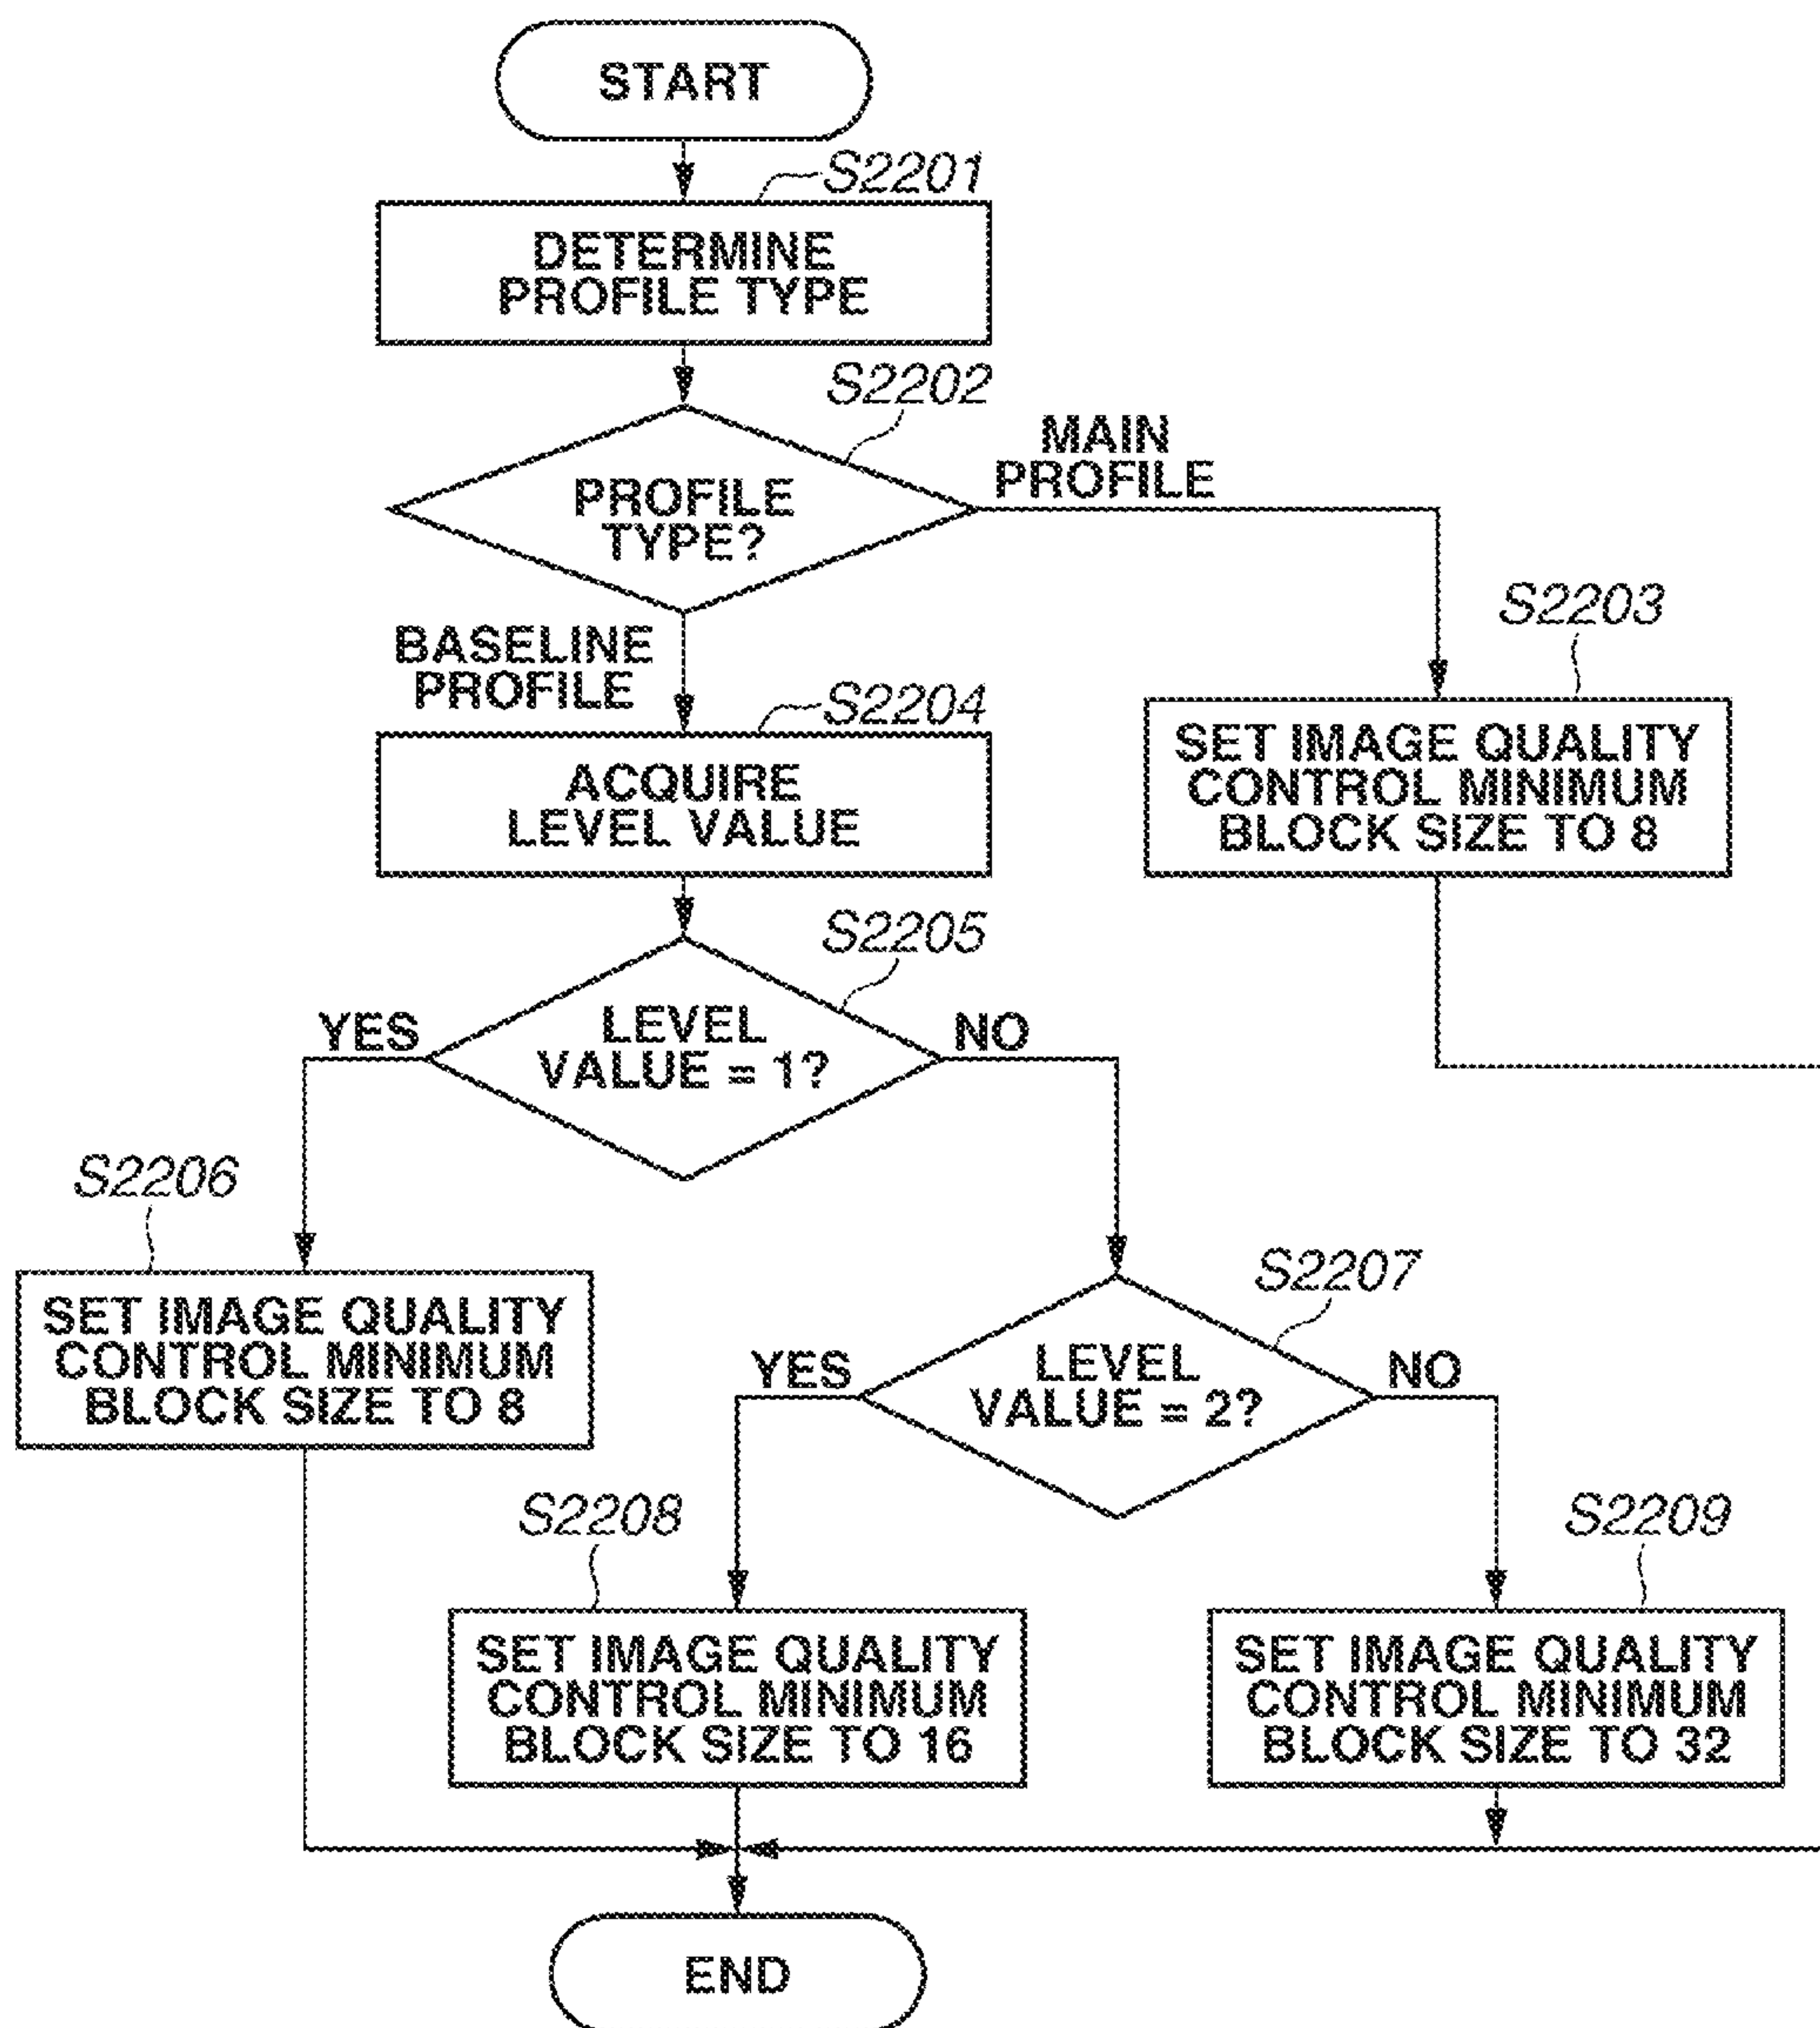 START
S2201
DETERMINE
PROFILE TYPE
S2202
PROFILE
TYPE?
MAIN
PROFILE
BASELINE
PROFILE
S2203
SET IMAGE QUALITY
CONTROL MINIMUM
BLOCK SIZE TO 8
S2204
ACQUIRE
LEVEL VALUE
S2205
LEVEL
VALUE = 1?
YES
NO
S2206
SET IMAGE QUALITY
CONTROL MINIMUM
BLOCK SIZE TO 8
S2207
LEVEL
VALUE = 2?
YES
NO
S2208
SET IMAGE QUALITY
CONTROL MINIMUM
BLOCK SIZE TO 16
S2209
SET IMAGE QUALITY
CONTROL MINIMUM
BLOCK SIZE TO 32
END